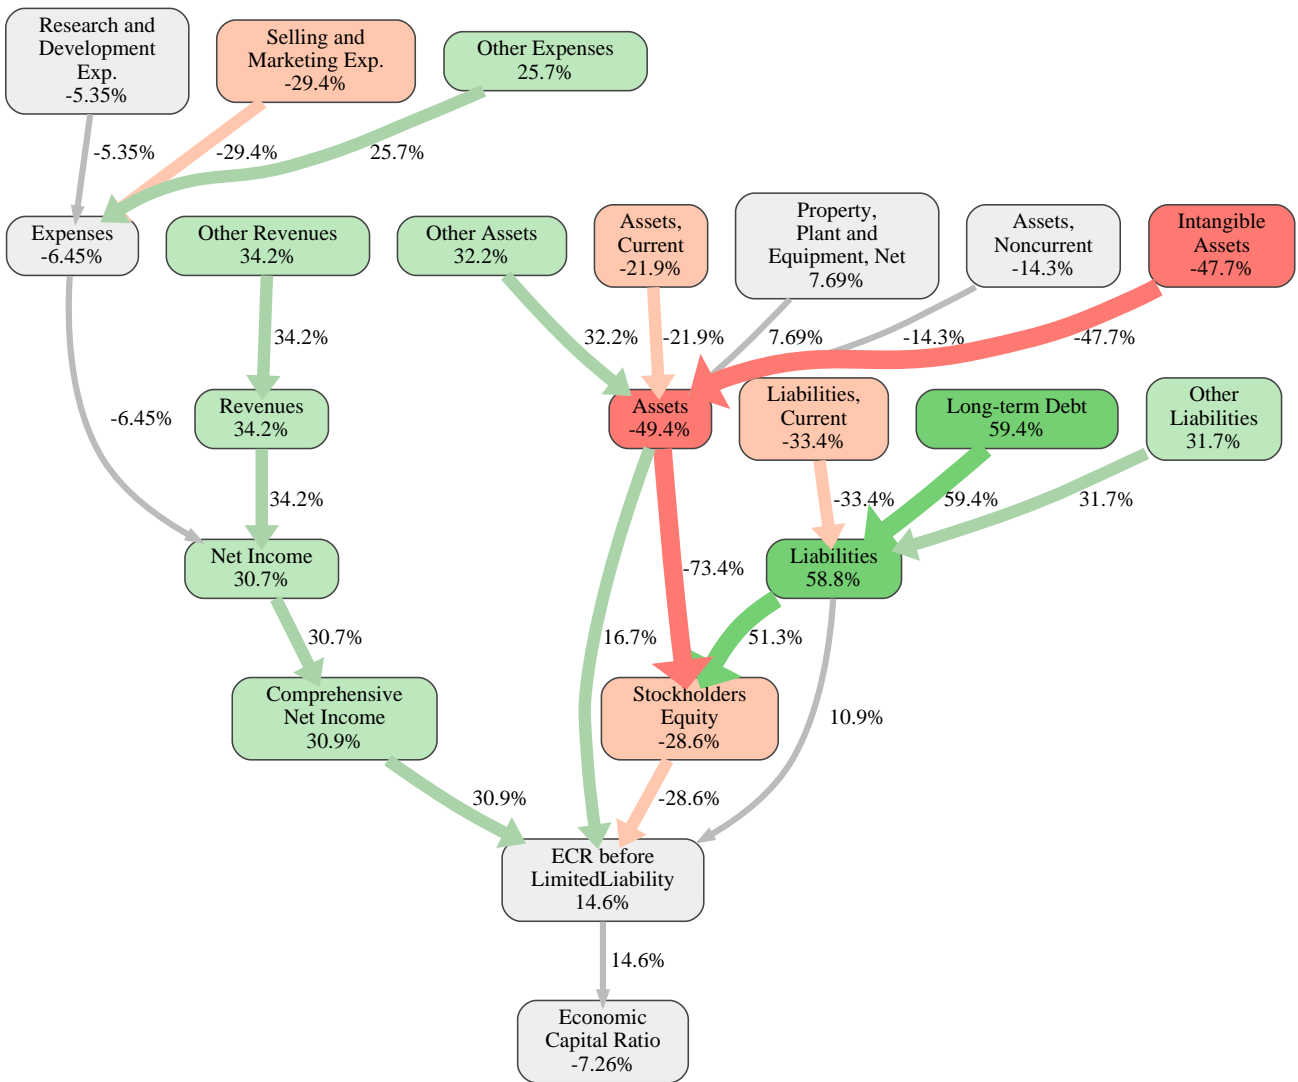 Research and
Development
Exp.
-5.35%
Selling and
Marketing Exp.
-29.4%
Other Expenses
25.7%
-5.35%
-29.4%
25.7%
Expenses
-6.45%
Other Revenues
34.2%
Other Assets
32.2%
Assets,
Current
-21.9%
Property,
Plant and
Equipment, Net
7.69%
Assets,
Noncurrent
-14.3%
Intangible
Assets
-47.7%
34.2%
32.2%
-21.9%
7.69%
-14.3%
-47.7%
-6.45%
Revenues
34.2%
Assets
-49.4%
Liabilities,
Current
-33.4%
Long-term Debt
59.4%
Other
Liabilities
31.7%
34.2%
-33.4%
59.4%
31.7%
Net Income
30.7%
-73.4%
Liabilities
58.8%
30.7%
16.7%
51.3%
Comprehensive
Net Income
30.9%
Stockholders
Equity
-28.6%
10.9%
30.9%
-28.6%
ECR before
LimitedLiability
14.6%
14.6%
Economic
Capital Ratio
-7.26%